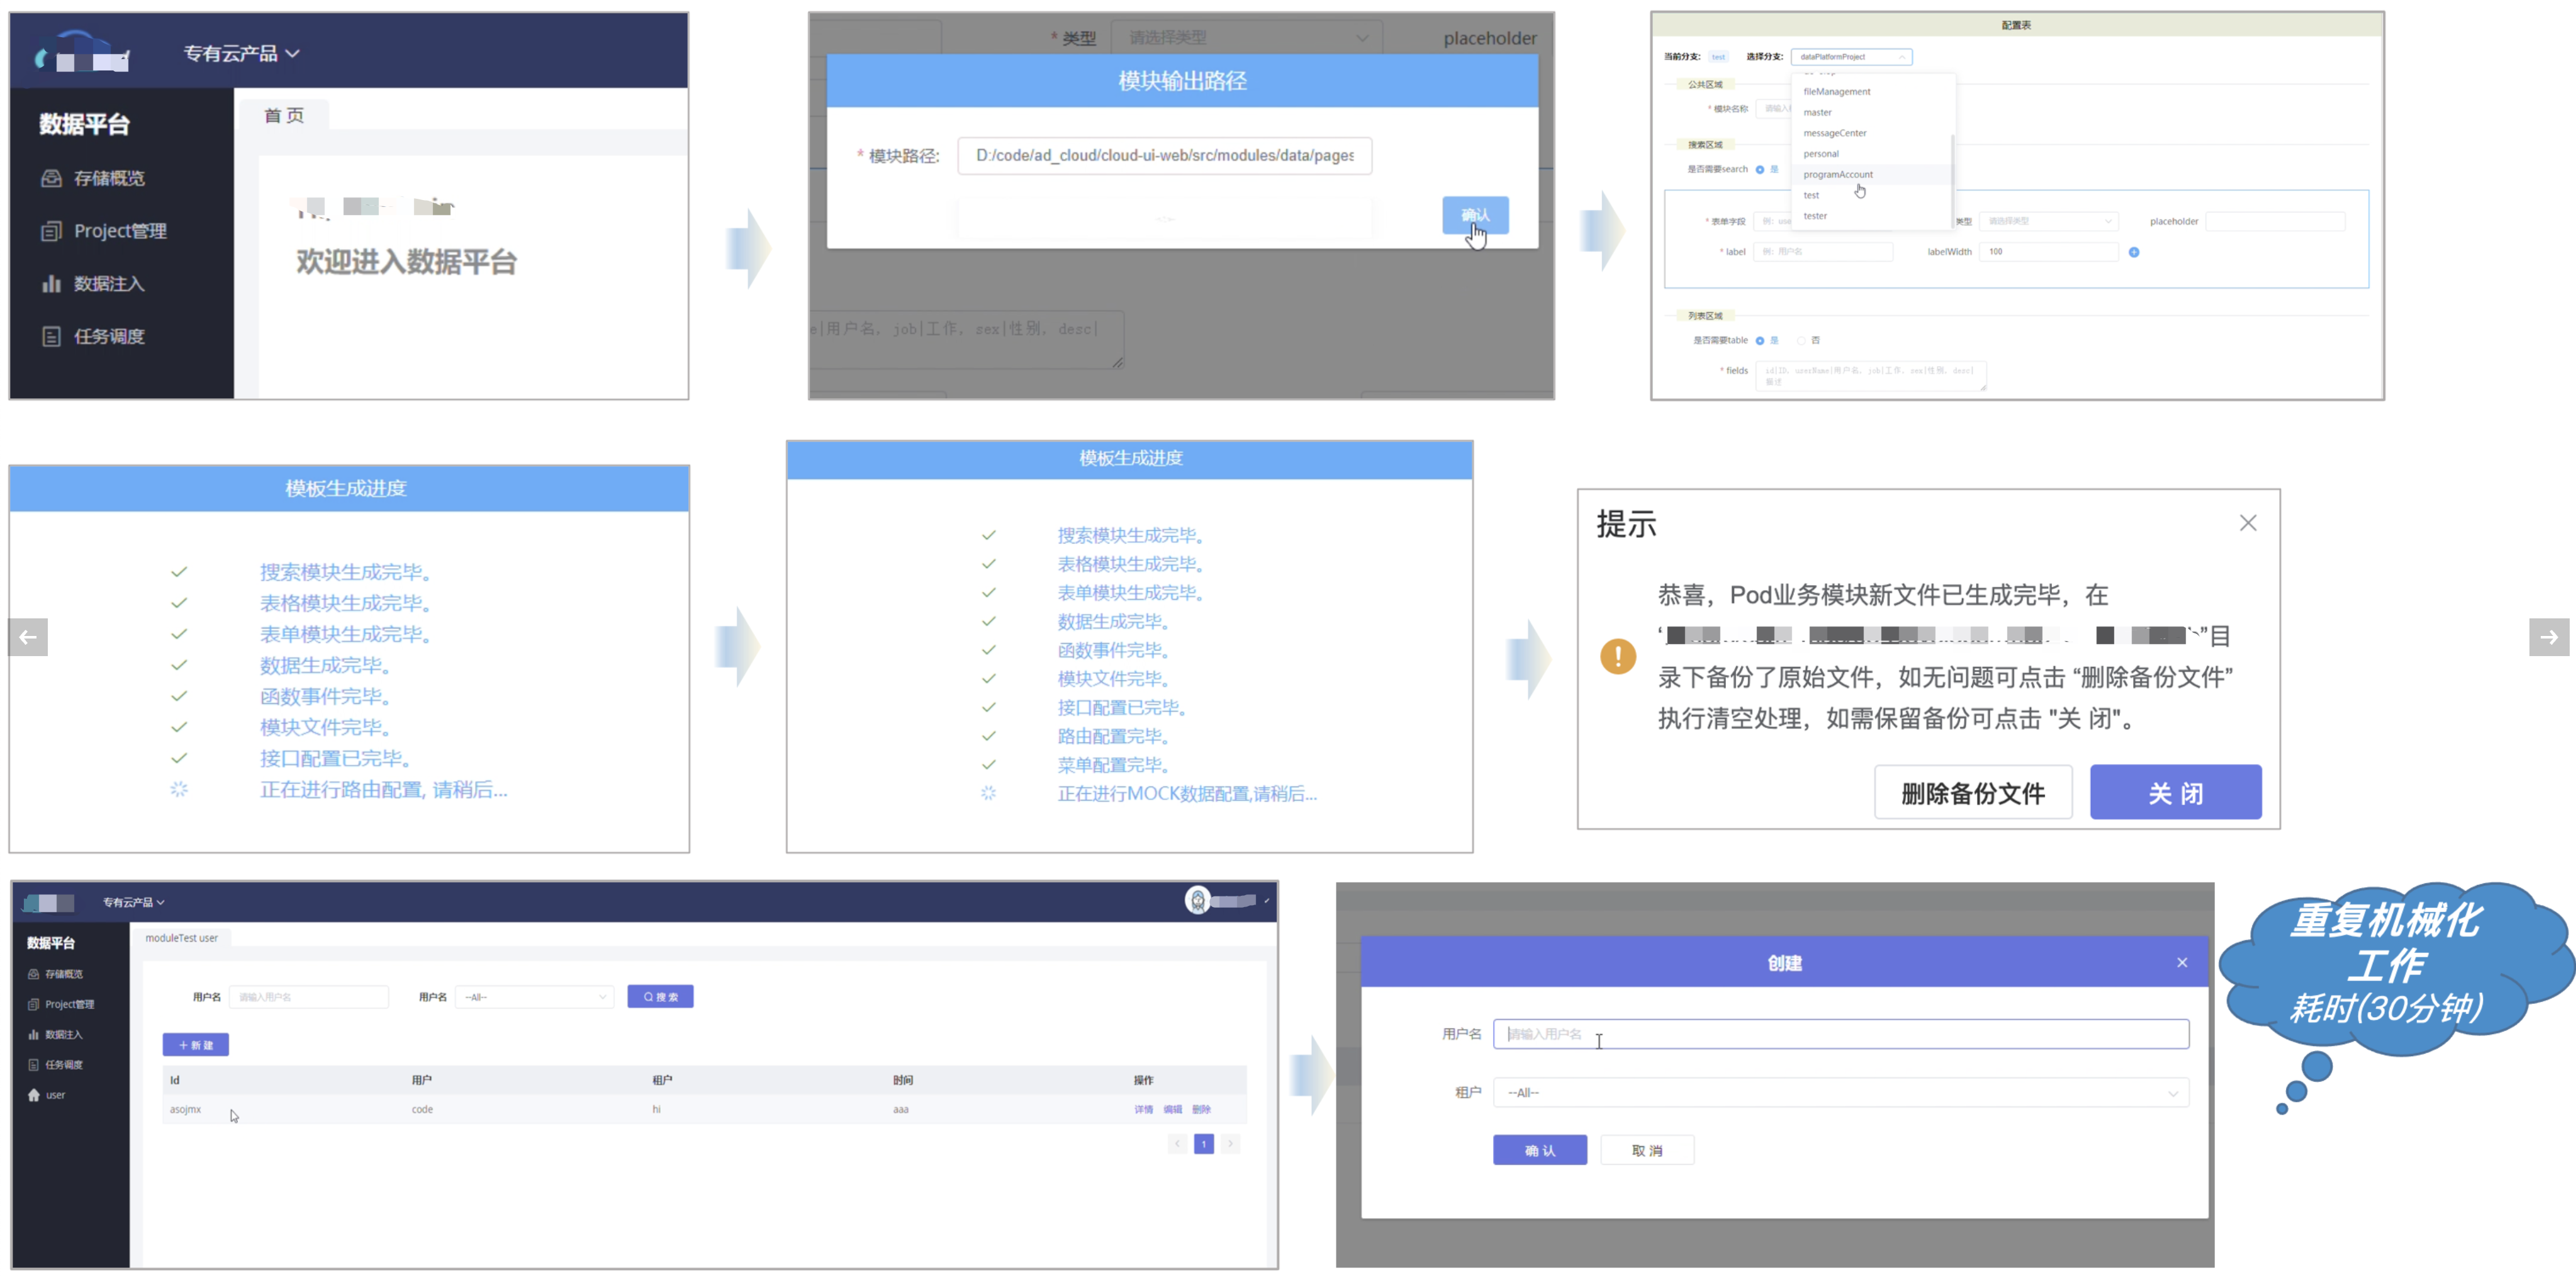 专有云产品
数据平台
首 页
存储概览
Project管理
欢迎进入数据平台
数据注入
任务调度
* 类型 请选择类型 placeholder
模块输出路径
* 模块路径: D:/code/ad_cloud/cloud-ui-web/src/modules/data/pages
确认
e|用户名, job|工作, sex|性别, desc|
配置表
当前分支: test 选择分支: dataPlatformProject
fileManagement
公共区域
* 模块名称 请输入
master
messageCenter
搜索区域
personal
是否需要search 是
programAccount
test
tester
* 表单字段 例: use 类型 请选择类型 placeholder
* label 例: 用户名 labelWidth 100
列表区域
是否需要table 是 否
* fields id|ID, userName|用户名, job|工作, sex|性别, desc|
描述
模板生成进度
搜索模块生成完毕。
表格模块生成完毕。
表单模块生成完毕。
数据生成完毕。
函数事件完毕。
模块文件完毕。
接口配置已完毕。
正在进行路由配置, 请稍后...
模板生成进度
搜索模块生成完毕。
表格模块生成完毕。
表单模块生成完毕。
数据生成完毕。
函数事件完毕。
模块文件完毕。
接口配置已完毕。
路由配置完毕。
菜单配置完毕。
正在进行MOCK数据配置,请稍后...
提示
恭喜，Pod业务模块新文件已生成完毕，在
”目
录下备份了原始文件，如无问题可点击 “删除备份文件”
执行清空处理，如需保留备份可点击 "关 闭"。
删除备份文件 关 闭
专有云产品
数据平台
moduleTest user
存储概览
Project管理
数据注入
任务调度
user
用户名 请输入用户名 用户名 --All-- 搜 索
+ 新 建
Id 用户 租户 时间 操作
asojmx code hi aaa 详情 编辑 删除
1
创建
用户名 请输入用户名
租户 --All--
确 认 取 消
重复机械化
工作
耗时(30分钟)